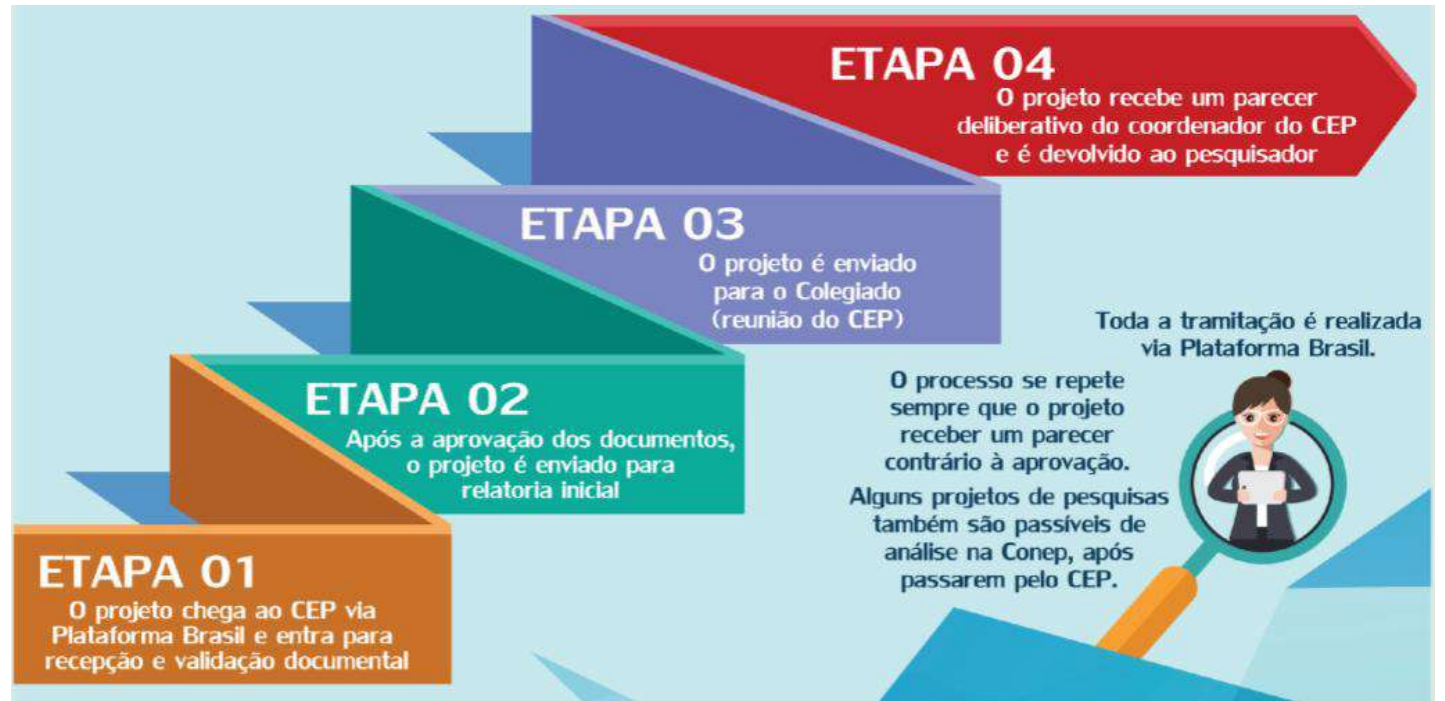 ETAPA 04
O projeto recebe um parecer
deliberativo do coordenador do CEP
e é devolvido ao pesquisador
ETAPA 03
O projeto é enviado
para o Colegiado
(reunião do CEP)
ETAPA 02
Após a aprovação dos documentos,
o projeto é enviado para
relatoria inicial
ETAPA 01
O projeto chega ao CEP via
Plataforma Brasil e entra para
recepção e validação documental
Toda a tramitação é realizada
via Plataforma Brasil.
O processo se repete
sempre que o projeto
receber um parecer
contrário à aprovação.
Alguns projetos de pesquisas
também são passíveis de
análise na Conep, após
passarem pelo CEP.